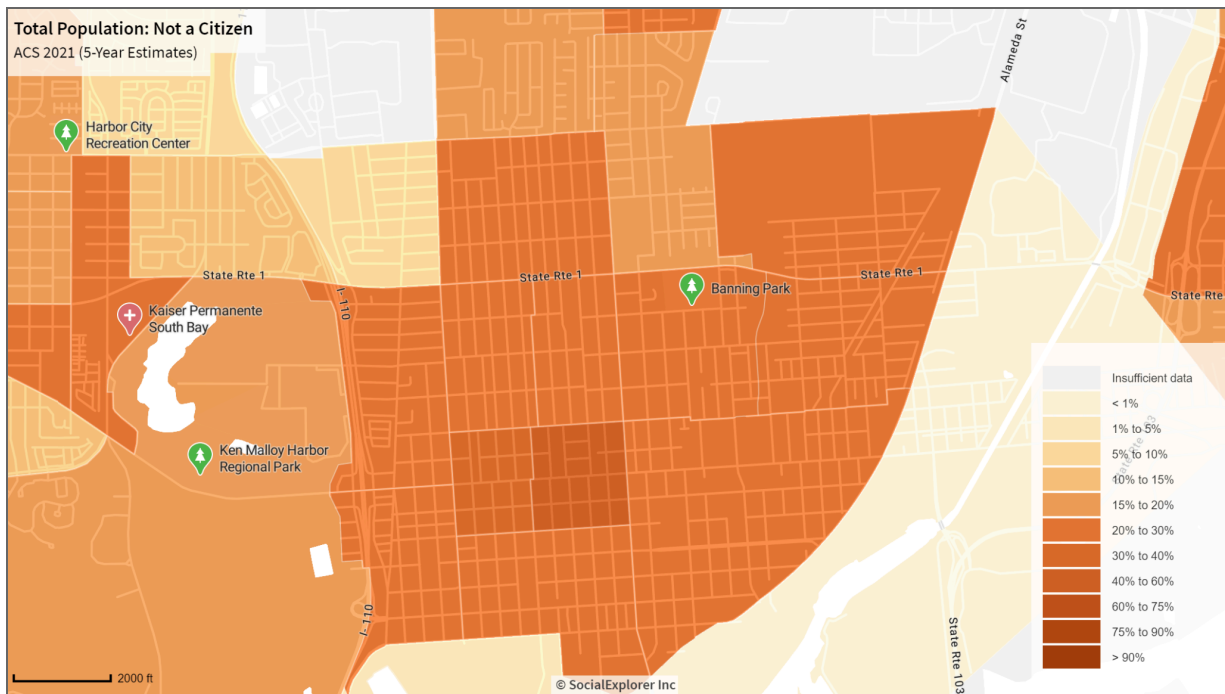 Total Population: Not a Citizen
ACS 2021 (5-Year Estimates)
Alameda St
Harbor City
Recreation Center
State Rte 1
I- 110
State Rte 1
Banning Park
State Rte 1
State Rte
Kaiser Permanente
South Bay
Ken Malloy Harbor
Regional Park
Insufficient data
< 1%
1% to 5%
5% to 10%
10% to 15%
15% to 20%
20% to 30%
30% to 40%
40% to 60%
60% to 75%
75% to 90%
> 90%
I- 110
State Rte 103
2000 ft
© SocialExplorer Inc